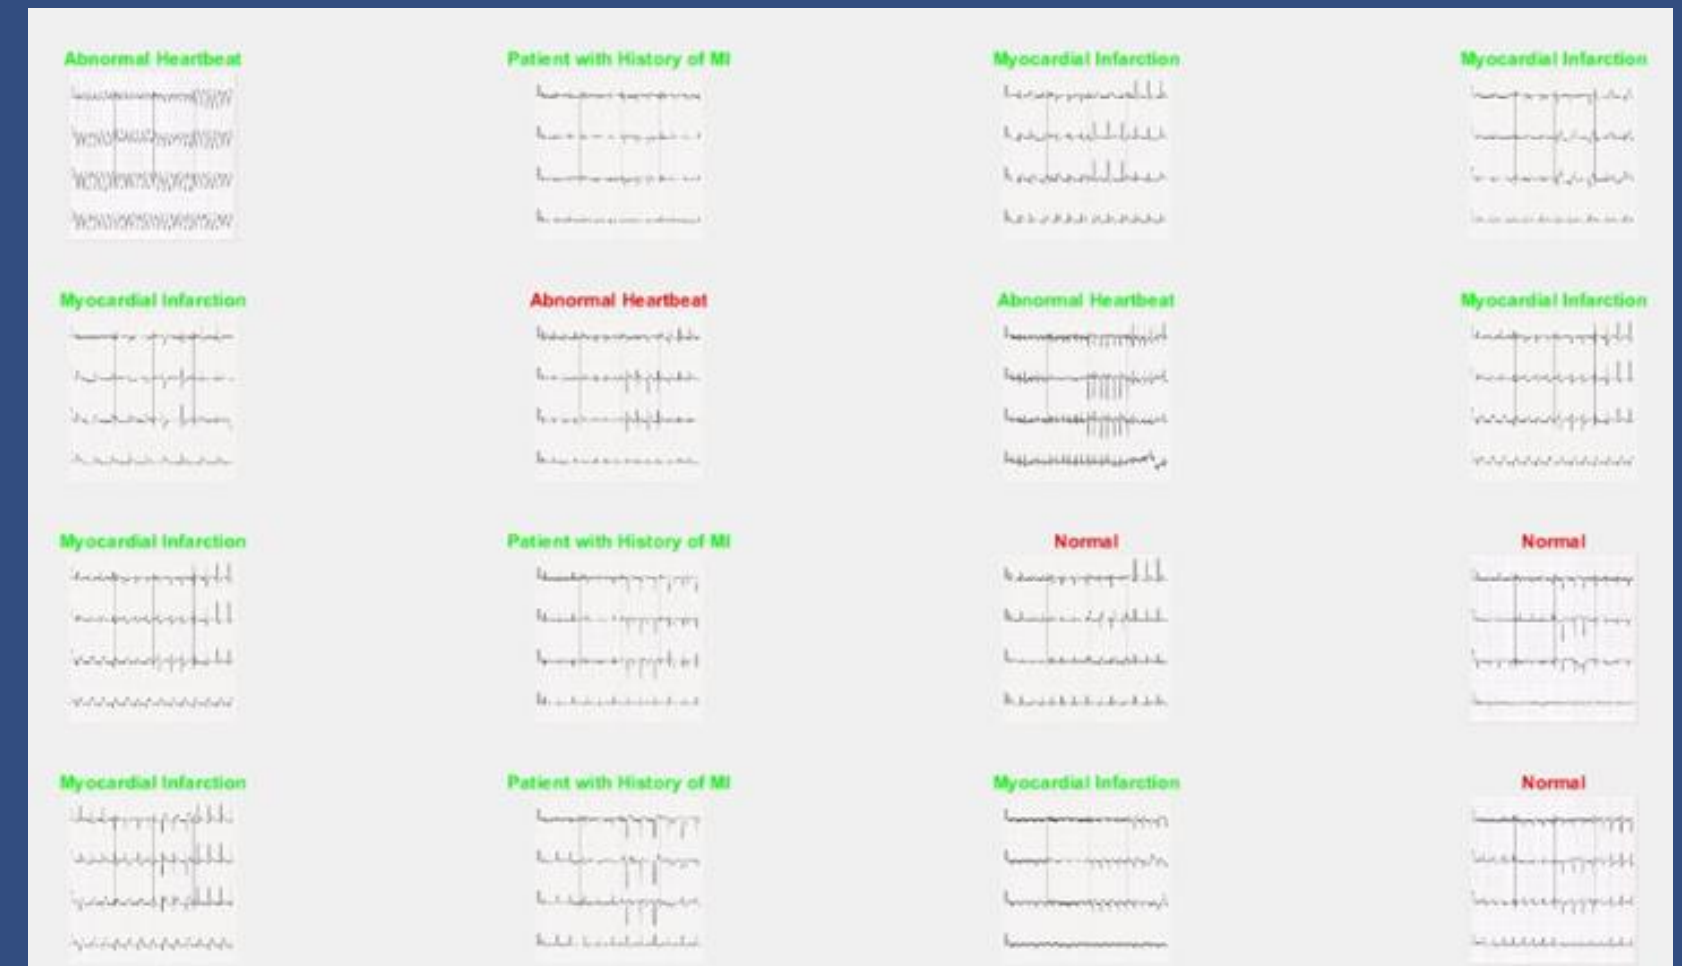 Abnormal Heartbeat
Patient with History of MI
Myocardial Infarction
Myocardial Infarction
Myocardial Infarction
Abnormal Heartbeat
Abnormal Heartbeat
Myocardial Infarction
Myocardial Infarction
Patient with History of MI
Normal
Normal
Myocardial Infarction
Patient with History of MI
Myocardial Infarction
Normal